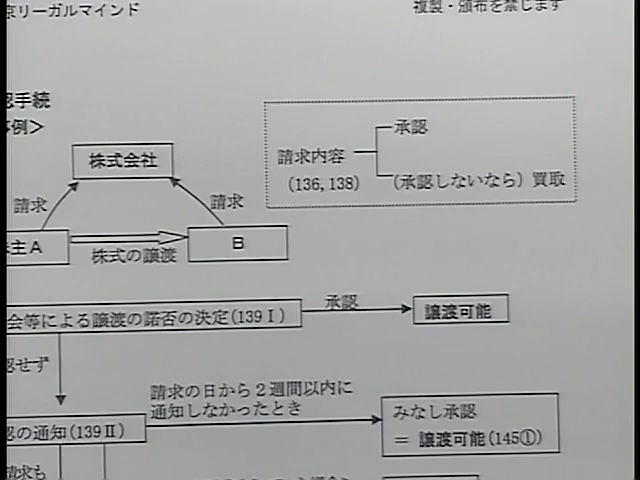 京リーガルマインド
複製・頒布を禁じます
認手続
事例＞
株式会社
承認
請求内容
(136, 138)
(承認しないなら) 買取
請求
請求
主A
株式の譲渡
B
会等による譲渡の諾否の決定(139Ⅰ)
承認
譲渡可能
認せず
請求の日から2週間以内に
通知しなかったとき
認の通知(139Ⅱ)
みなし承認
＝ 譲渡可能(145①)
請求も